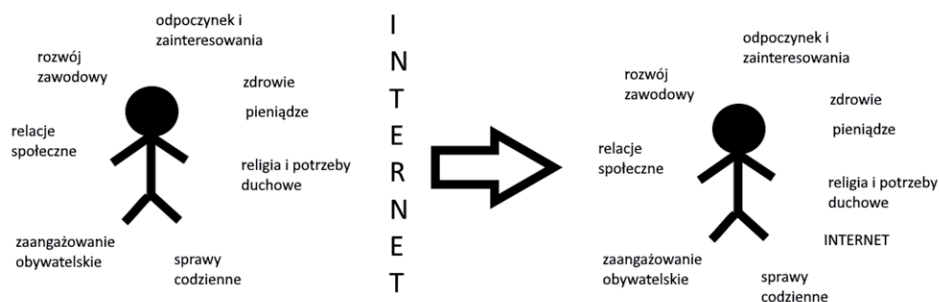 odpoczynek i
zainteresowania
rozwój
zawodowy
zdrowie
pieniądze
relacje
społeczne
religia i potrzeby
duchowe
zaangażowanie
obywatelskie
sprawy
codzienne
I
N
T
E
R
N
E
T
odpoczynek i
zainteresowania
rozwój
zawodowy
zdrowie
pieniądze
relacje
społeczne
religia i potrzeby
duchowe
INTERNET
zaangażowanie
obywatelskie
sprawy
codzienne